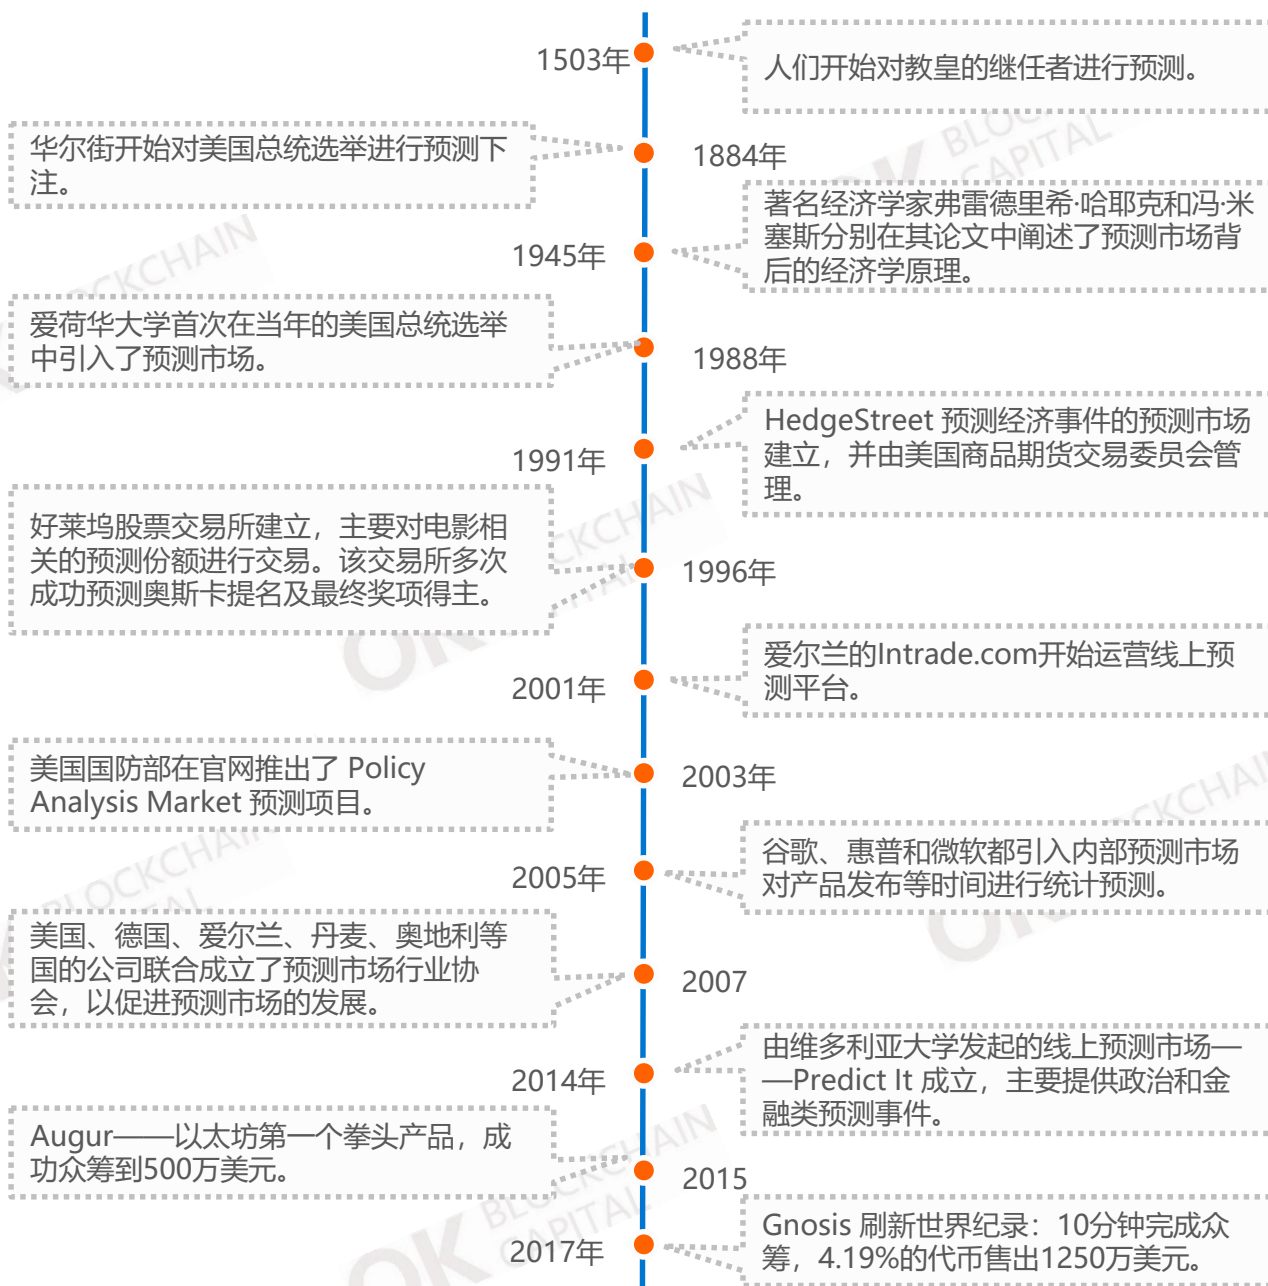 1503年
人们开始对教皇的继任者进行预测。
华尔街开始对美国总统选举进行预测下
注。
1884年
著名经济学家弗雷德里希·哈耶克和冯·米
塞斯分别在其论文中阐述了预测市场背
后的经济学原理。
1945年
爱荷华大学首次在当年的美国总统选举
中引入了预测市场。
1988年
HedgeStreet 预测经济事件的预测市场
建立，并由美国商品期货交易委员会管
理。
1991年
好莱坞股票交易所建立，主要对电影相
关的预测份额进行交易。该交易所多次
成功预测奥斯卡提名及最终奖项得主。
1996年
爱尔兰的Intrade.com开始运营线上预
测平台。
2001年
美国国防部在官网推出了 Policy
Analysis Market 预测项目。
2003年
谷歌、惠普和微软都引入内部预测市场
对产品发布等时间进行统计预测。
2005年
美国、德国、爱尔兰、丹麦、奥地利等
国的公司联合成立了预测市场行业协
会，以促进预测市场的发展。
2007
由维多利亚大学发起的线上预测市场—
—Predict It 成立，主要提供政治和金
融类预测事件。
2014年
Augur——以太坊第一个拳头产品，成
功众筹到500万美元。
2015
Gnosis 刷新世界纪录：10分钟完成众
筹，4.19%的代币售出1250万美元。
2017年
OK BLOCKCHAIN
CAPITAL